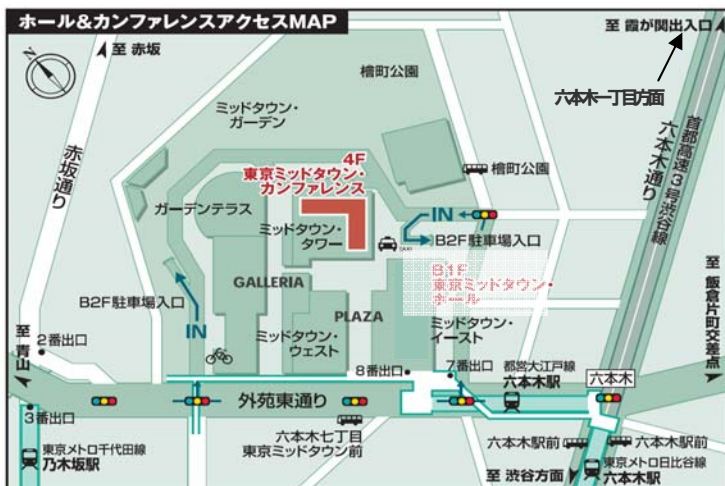 ホール&カンファレンスアクセスMAP
至 赤坂
至 霞が関出入口
六本木一丁目方面
N
檜町公園
ミッドタウン・
ガーデン
赤坂通り
首都高速3号渋谷線
六本木通り
4F
東京ミッドタウン・
カンファレンス
檜町公園
ガーデンテラス
ミッドタウン・
タワー
IN
TAXI
B2F駐車場入口
GALLERIA
B1F
東京ミッドタウン・
ホール
至 飯倉片町交差点
B2F駐車場入口
IN
PLAZA
ミッドタウン・
ウェスト
ミッドタウン・
イースト
至 青山
2番出口
8番出口
7番出口
都営大江戸線
六本木駅
六本木
外苑東通り
3番出口
六本木七丁目
東京ミッドタウン前
東京メトロ千代田線
乃木坂駅
六本木駅前
六本木駅前
至 渋谷方面
東京メトロ日比谷線
六本木駅